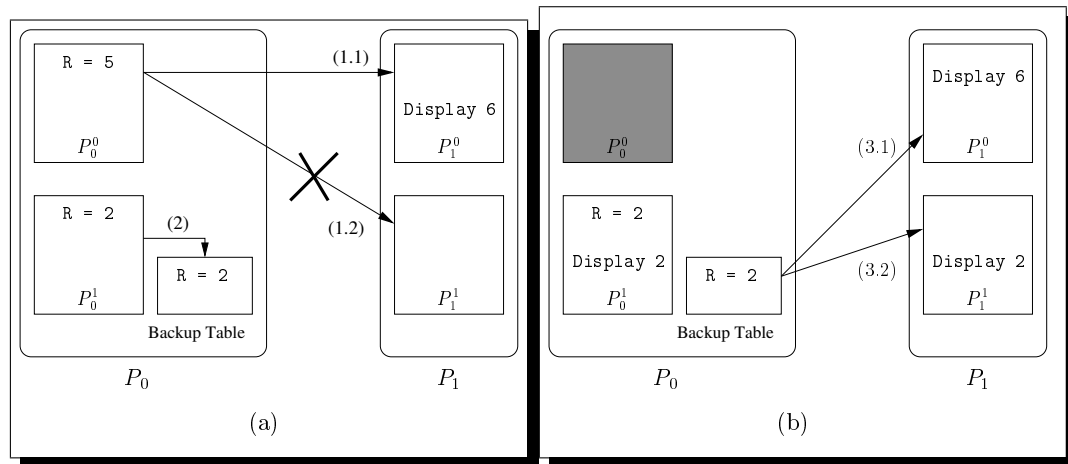 R = 5
(1.1)
Display 6
P_0^0
P_1^0
R = 2
(2)
(1.2)
R = 2
P_0^1
P_1^1
Backup Table
P_0
P_1
(a)
Display 6
P_0^0
(3.1)
P_1^0
R = 2
Display 2
R = 2
(3.2)
Display 2
P_0^1
P_1^1
Backup Table
P_0
P_1
(b)